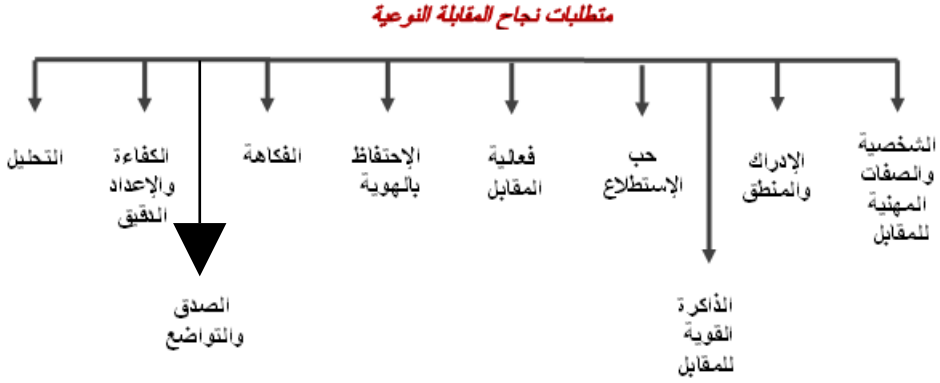 متطلبات نجاح المقابلة النوعية
الشخصية
والصفات
المهنية
للمقابل
الإدراك
والمنطق
الذاكرة
القوية
للمقابل
حب
الإستطلاع
فعالية
المقابل
الإحتفاظ
بالهوية
الفكاهة
الصدق
والتواضع
الكفاءة
والإعداد
الدقيق
التحليل